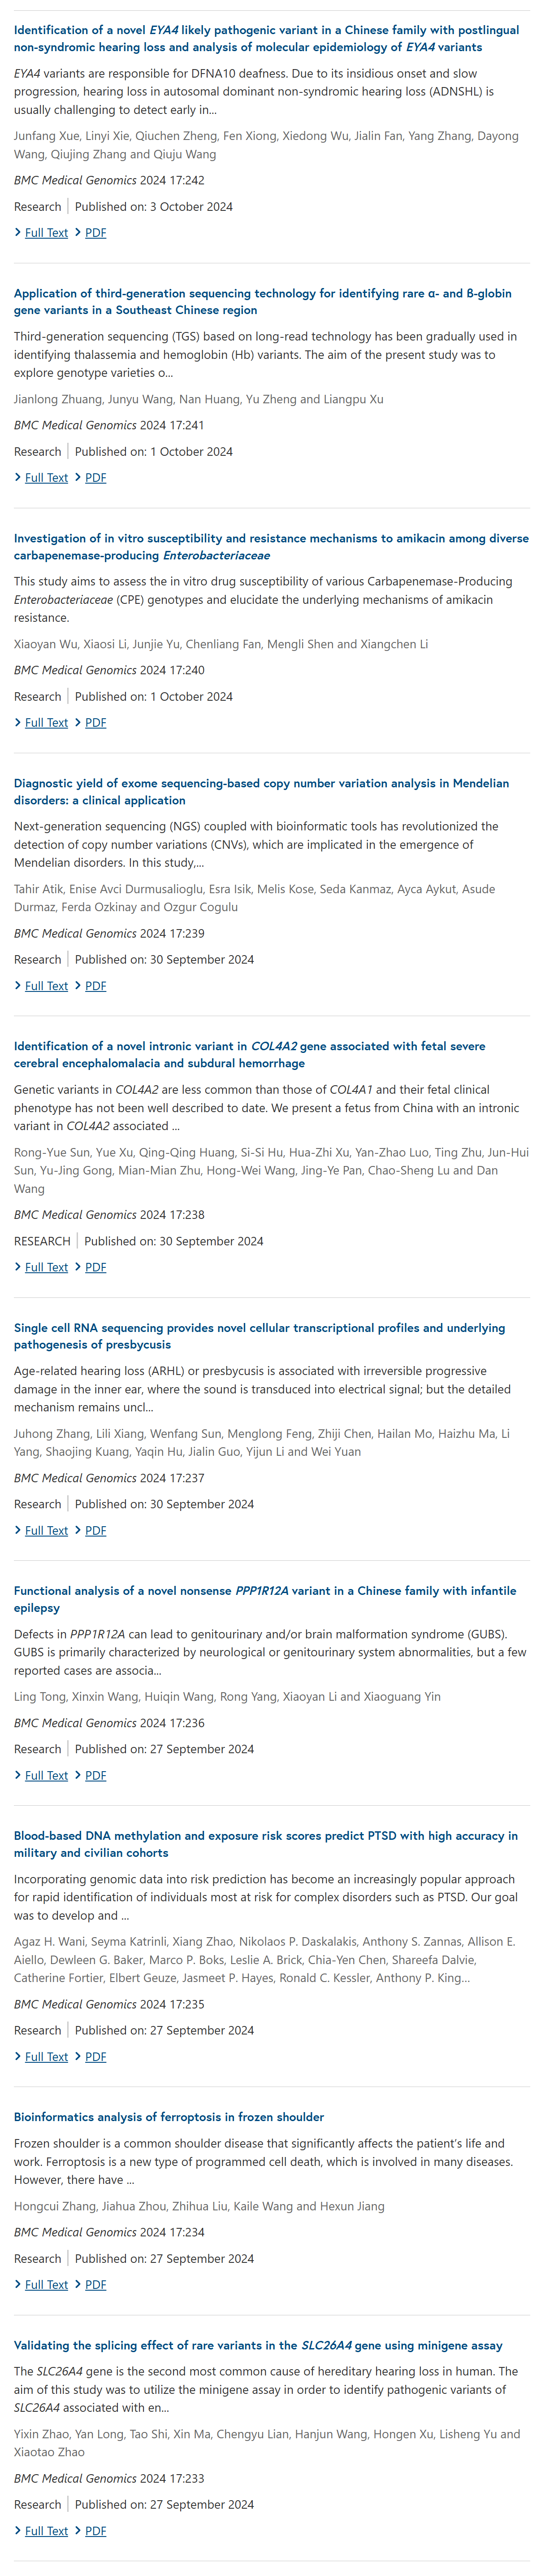 Identification of a novel EYA4 likely pathogenic variant in a Chinese family with postlingual
non-syndromic hearing loss and analysis of molecular epidemiology of EYA4 variants
EYA4 variants are responsible for DFNA10 deafness. Due to its insidious onset and slow
progression, hearing loss in autosomal dominant non-syndromic hearing loss (ADNSHL) is
usually challenging to detect early in...
Junfang Xue, Linyi Xie, Qiuchen Zheng, Fen Xiong, Xiedong Wu, Jialin Fan, Yang Zhang, Dayong
Wang, Qiujing Zhang and Qiuju Wang
BMC Medical Genomics 2024 17:242
Research | Published on: 3 October 2024
Full Text PDF
Application of third-generation sequencing technology for identifying rare α- and ß-globin
gene variants in a Southeast Chinese region
Third-generation sequencing (TGS) based on long-read technology has been gradually used in
identifying thalassemia and hemoglobin (Hb) variants. The aim of the present study was to
explore genotype varieties o...
Jianlong Zhuang, Junyu Wang, Nan Huang, Yu Zheng and Liangpu Xu
BMC Medical Genomics 2024 17:241
Research | Published on: 1 October 2024
Full Text PDF
Investigation of in vitro susceptibility and resistance mechanisms to amikacin among diverse
carbapenemase-producing Enterobacteriaceae
This study aims to assess the in vitro drug susceptibility of various Carbapenemase-Producing
Enterobacteriaceae (CPE) genotypes and elucidate the underlying mechanisms of amikacin
resistance.
Xiaoyan Wu, Xiaosi Li, Junjie Yu, Chenliang Fan, Mengli Shen and Xiangchen Li
BMC Medical Genomics 2024 17:240
Research | Published on: 1 October 2024
Full Text PDF
Diagnostic yield of exome sequencing-based copy number variation analysis in Mendelian
disorders: a clinical application
Next-generation sequencing (NGS) coupled with bioinformatic tools has revolutionized the
detection of copy number variations (CNVs), which are implicated in the emergence of
Mendelian disorders. In this study,...
Tahir Atik, Enise Avci Durmusalioglu, Esra Isik, Melis Kose, Seda Kanmaz, Ayca Aykut, Asude
Durmaz, Ferda Ozkinay and Ozgur Cogulu
BMC Medical Genomics 2024 17:239
Research | Published on: 30 September 2024
Full Text PDF
Identification of a novel intronic variant in COL4A2 gene associated with fetal severe
cerebral encephalomalacia and subdural hemorrhage
Genetic variants in COL4A2 are less common than those of COL4A1 and their fetal clinical
phenotype has not been well described to date. We present a fetus from China with an intronic
variant in COL4A2 associated ...
Rong-Yue Sun, Yue Xu, Qing-Qing Huang, Si-Si Hu, Hua-Zhi Xu, Yan-Zhao Luo, Ting Zhu, Jun-Hui
Sun, Yu-Jing Gong, Mian-Mian Zhu, Hong-Wei Wang, Jing-Ye Pan, Chao-Sheng Lu and Dan
Wang
BMC Medical Genomics 2024 17:238
RESEARCH | Published on: 30 September 2024
Full Text PDF
Single cell RNA sequencing provides novel cellular transcriptional profiles and underlying
pathogenesis of presbycusis
Age-related hearing loss (ARHL) or presbycusis is associated with irreversible progressive
damage in the inner ear, where the sound is transduced into electrical signal; but the detailed
mechanism remains uncl...
Juhong Zhang, Lili Xiang, Wenfang Sun, Menglong Feng, Zhiji Chen, Hailan Mo, Haizhu Ma, Li
Yang, Shaojing Kuang, Yaqin Hu, Jialin Guo, Yijun Li and Wei Yuan
BMC Medical Genomics 2024 17:237
Research | Published on: 30 September 2024
Full Text PDF
Functional analysis of a novel nonsense PPP1R12A variant in a Chinese family with infantile
epilepsy
Defects in PPP1R12A can lead to genitourinary and/or brain malformation syndrome (GUBS).
GUBS is primarily characterized by neurological or genitourinary system abnormalities, but a few
reported cases are associa...
Ling Tong, Xinxin Wang, Huiqin Wang, Rong Yang, Xiaoyan Li and Xiaoguang Yin
BMC Medical Genomics 2024 17:236
Research | Published on: 27 September 2024
Full Text PDF
Blood-based DNA methylation and exposure risk scores predict PTSD with high accuracy in
military and civilian cohorts
Incorporating genomic data into risk prediction has become an increasingly popular approach
for rapid identification of individuals most at risk for complex disorders such as PTSD. Our goal
was to develop and ...
Agaz H. Wani, Seyma Katrinli, Xiang Zhao, Nikolaos P. Daskalakis, Anthony S. Zannas, Allison E.
Aiello, Dewleen G. Baker, Marco P. Boks, Leslie A. Brick, Chia-Yen Chen, Shareefa Dalvie,
Catherine Fortier, Elbert Geuze, Jasmeet P. Hayes, Ronald C. Kessler, Anthony P. King...
BMC Medical Genomics 2024 17:235
Research | Published on: 27 September 2024
Full Text PDF
Bioinformatics analysis of ferroptosis in frozen shoulder
Frozen shoulder is a common shoulder disease that significantly affects the patient's life and
work. Ferroptosis is a new type of programmed cell death, which is involved in many diseases.
However, there have ...
Hongcui Zhang, Jiahua Zhou, Zhihua Liu, Kaile Wang and Hexun Jiang
BMC Medical Genomics 2024 17:234
Research | Published on: 27 September 2024
Full Text PDF
Validating the splicing effect of rare variants in the SLC26A4 gene using minigene assay
The SLC26A4 gene is the second most common cause of hereditary hearing loss in human. The
aim of this study was to utilize the minigene assay in order to identify pathogenic variants of
SLC26A4 associated with en...
Yixin Zhao, Yan Long, Tao Shi, Xin Ma, Chengyu Lian, Hanjun Wang, Hongen Xu, Lisheng Yu and
Xiaotao Zhao
BMC Medical Genomics 2024 17:233
Research | Published on: 27 September 2024
Full Text PDF